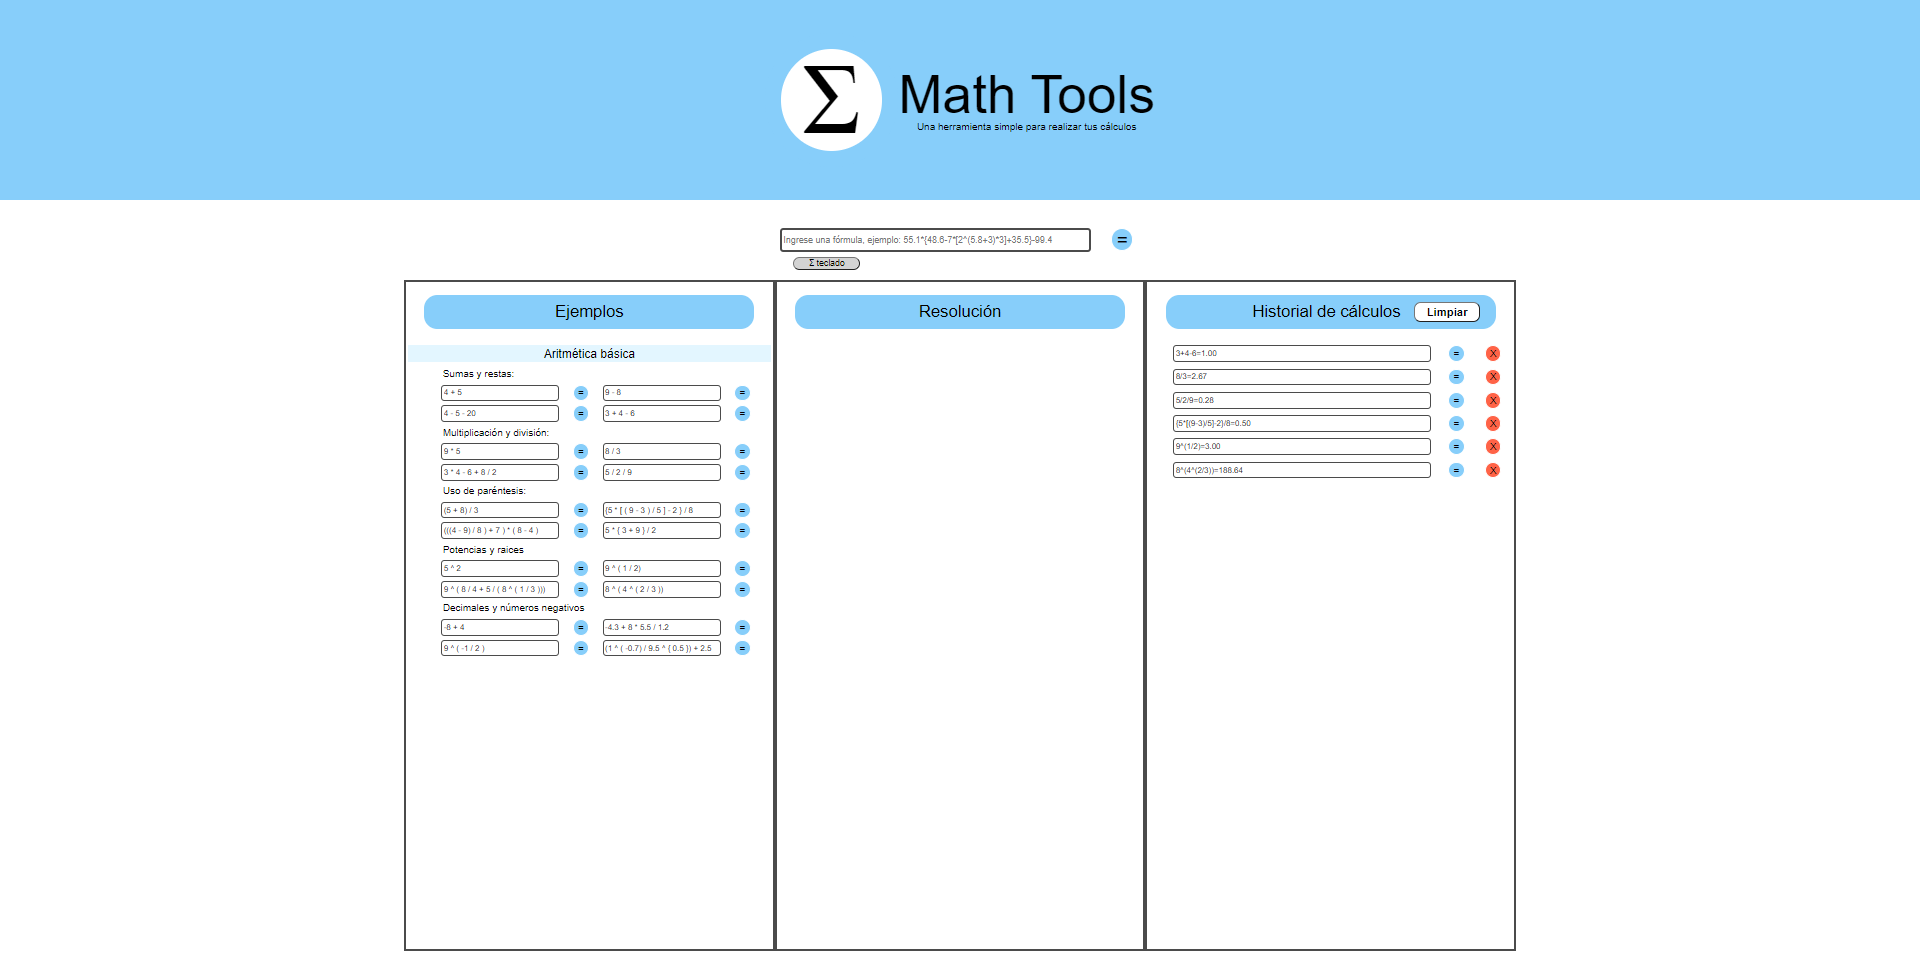 Σ
Math Tools
Una herramienta simple para realizar tus cálculos
Ingrese una fórmula, ejemplo: 55.1*{48.6-7*[2^(5.8+3)*3]+35.5}-99.4
=
Σ teclado
Ejemplos
Aritmética básica
Sumas y restas:
4 + 5 = 9 - 8 =
4 - 5 - 20 = 3 + 4 - 6 =
Multiplicación y división:
9 * 5 = 8 / 3 =
3 * 4 - 6 + 8 / 2 = 5 / 2 / 9 =
Uso de paréntesis:
(5 + 8) / 3 = {5 * [ ( 9 - 3 ) / 5 ] - 2 } / 8 =
(((4 - 9) / 8 ) + 7 ) * ( 8 - 4 ) = 5 * { 3 + 9 } / 2 =
Potencias y raices
5 ^ 2 = 9 ^ ( 1 / 2) =
9 ^ ( 8 / 4 + 5 / ( 8 ^ ( 1 / 3 ))) = 8 ^ ( 4 ^ ( 2 / 3 )) =
Decimales y números negativos
-8 + 4 = -4.3 + 8 * 5.5 / 1.2 =
9 ^ ( -1 / 2 ) = (1 ^ ( -0.7) / 9.5 ^ { 0.5 }) + 2.5 =
Resolución
Historial de cálculos Limpiar
3+4-6=1.00 = X
8/3=2.67 = X
5/2/9=0.28 = X
{5*[(9-3)/5]-2}/8=0.50 = X
9^(1/2)=3.00 = X
8^(4^(2/3))=188.64 = X